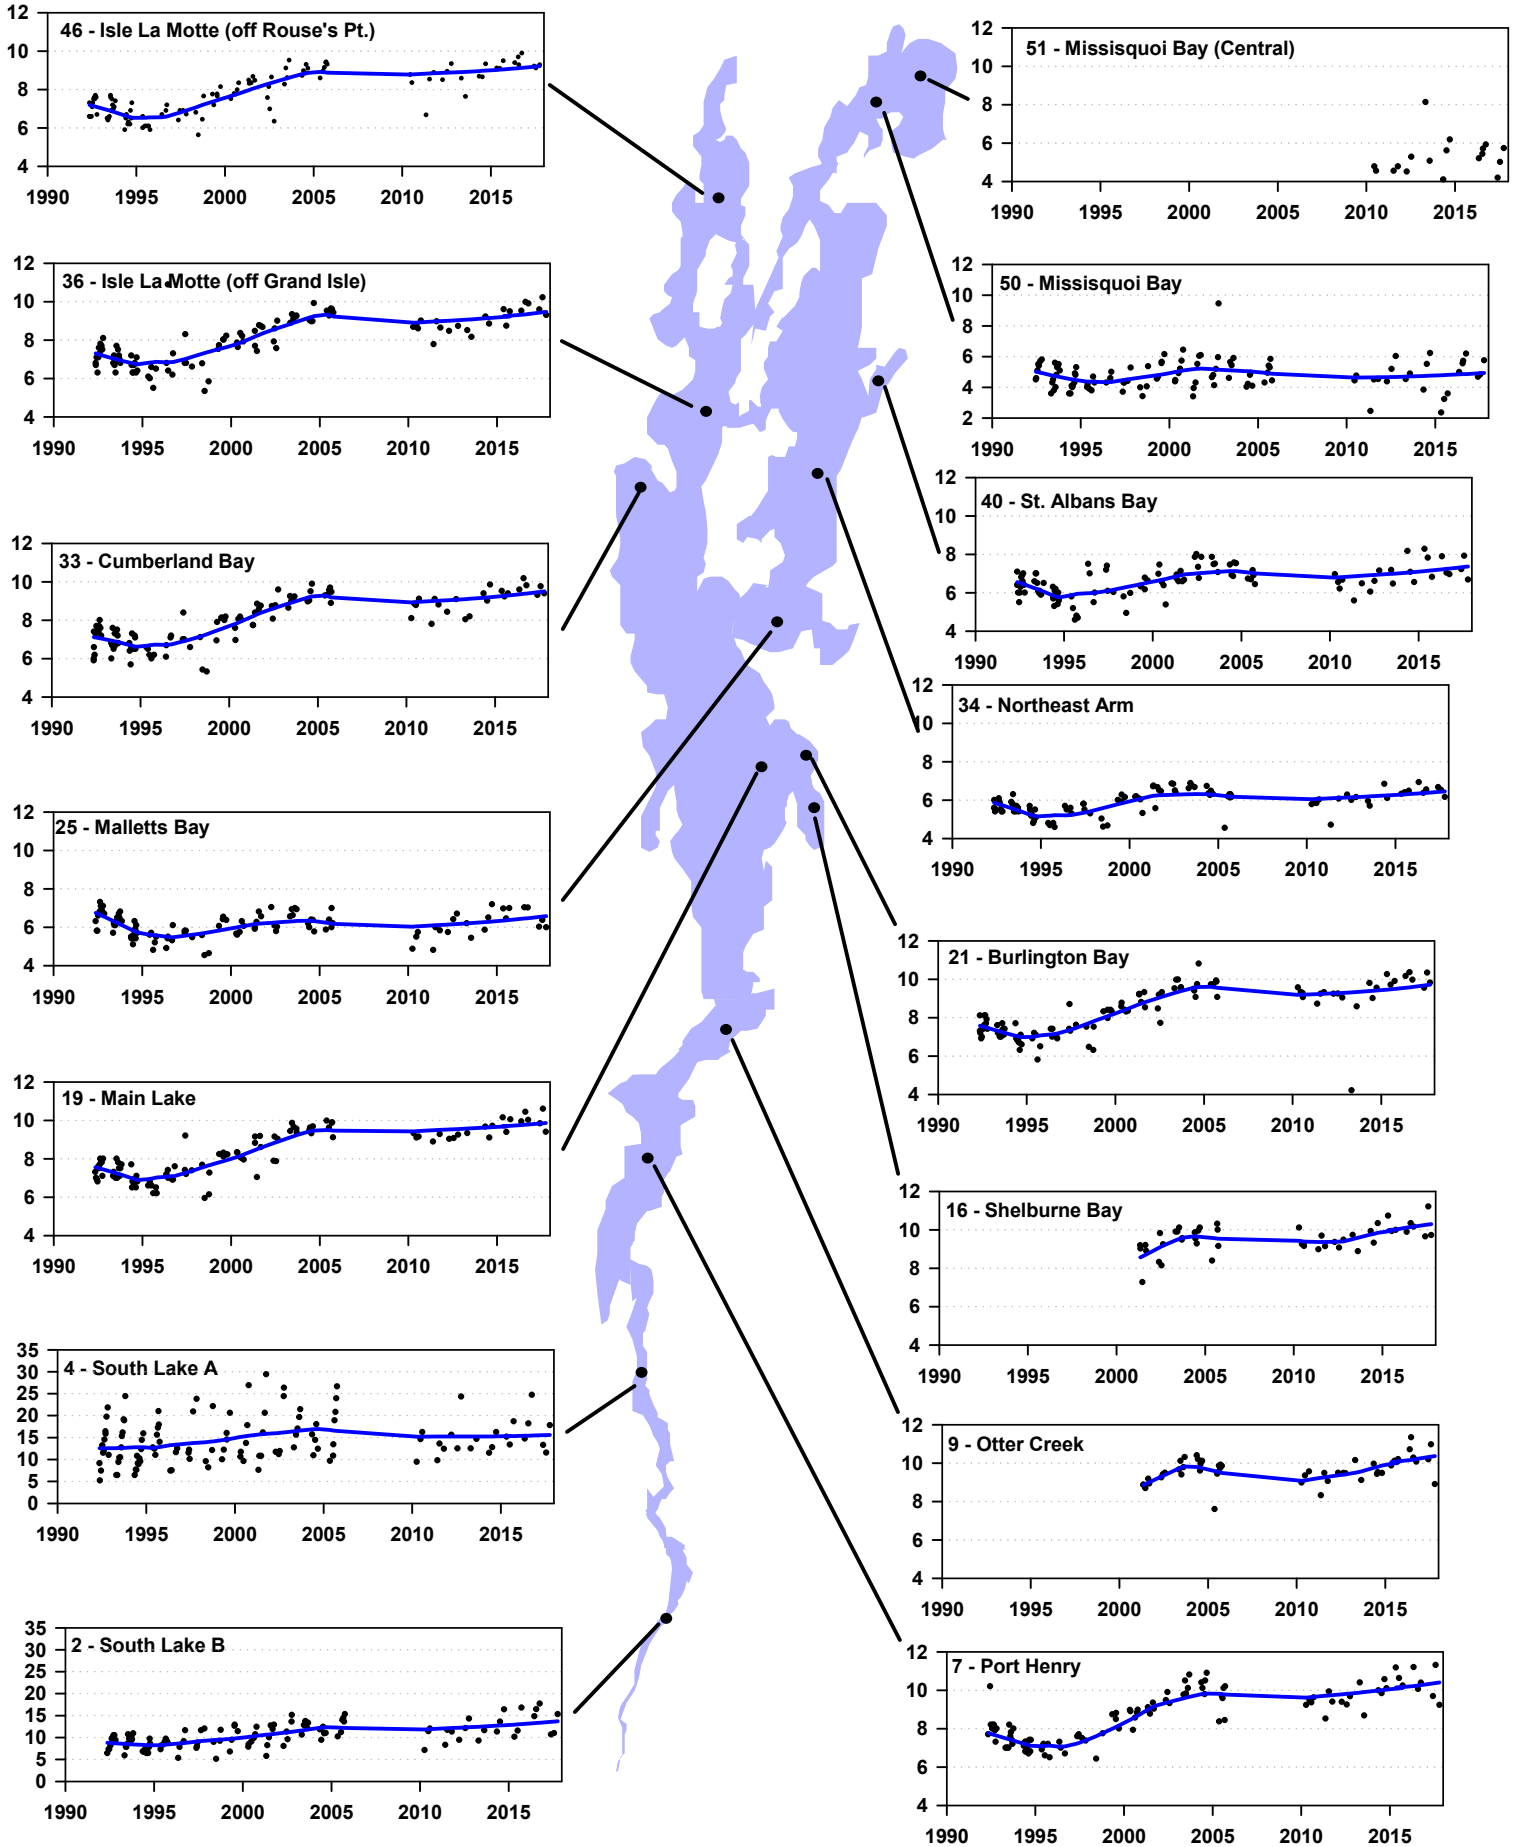 46 - Isle La Motte (off Rouse's Pt.)
12
10
8
6
4
1990 1995 2000 2005 2010 2015
36 - Isle La Motte (off Grand Isle)
12
10
8
6
4
1990 1995 2000 2005 2010 2015
33 - Cumberland Bay
12
10
8
6
4
1990 1995 2000 2005 2010 2015
25 - Malletts Bay
12
10
8
6
4
1990 1995 2000 2005 2010 2015
19 - Main Lake
12
10
8
6
4
1990 1995 2000 2005 2010 2015
4 - South Lake A
35
30
25
20
15
10
5
0
1990 1995 2000 2005 2010 2015
2 - South Lake B
35
30
25
20
15
10
5
0
1990 1995 2000 2005 2010 2015
51 - Missisquoi Bay (Central)
12
10
8
6
4
1990 1995 2000 2005 2010 2015
50 - Missisquoi Bay
12
10
8
6
4
2
1990 1995 2000 2005 2010 2015
40 - St. Albans Bay
12
10
8
6
4
1990 1995 2000 2005 2010 2015
34 - Northeast Arm
12
10
8
6
4
1990 1995 2000 2005 2010 2015
21 - Burlington Bay
12
10
8
6
4
1990 1995 2000 2005 2010 2015
16 - Shelburne Bay
12
10
8
6
4
1990 1995 2000 2005 2010 2015
9 - Otter Creek
12
10
8
6
4
1990 1995 2000 2005 2010 2015
7 - Port Henry
12
10
8
6
4
1990 1995 2000 2005 2010 2015